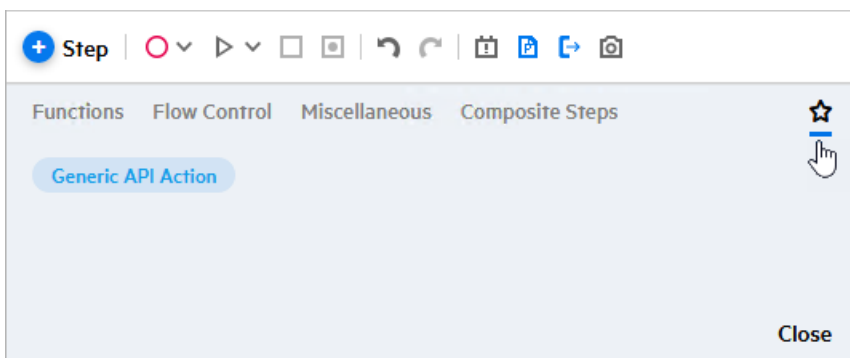 Step
Functions Flow Control Miscellaneous Composite Steps
Generic API Action
Close